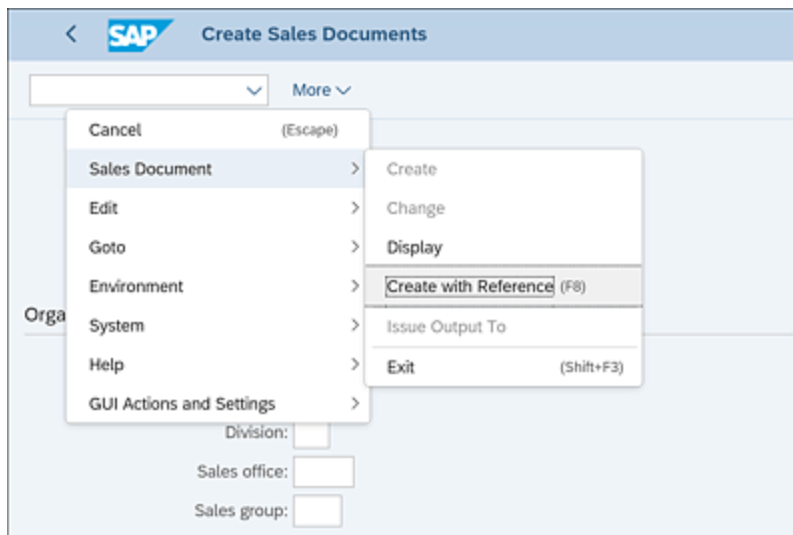 SAP Create Sales Documents
More
Cancel (Escape)
Sales Document
Edit
Goto
Environment
System
Help
GUI Actions and Settings
Create
Change
Display
Create with Reference (F8)
Issue Output To
Exit (Shift+F3)
Orga
Division:
Sales office:
Sales group: